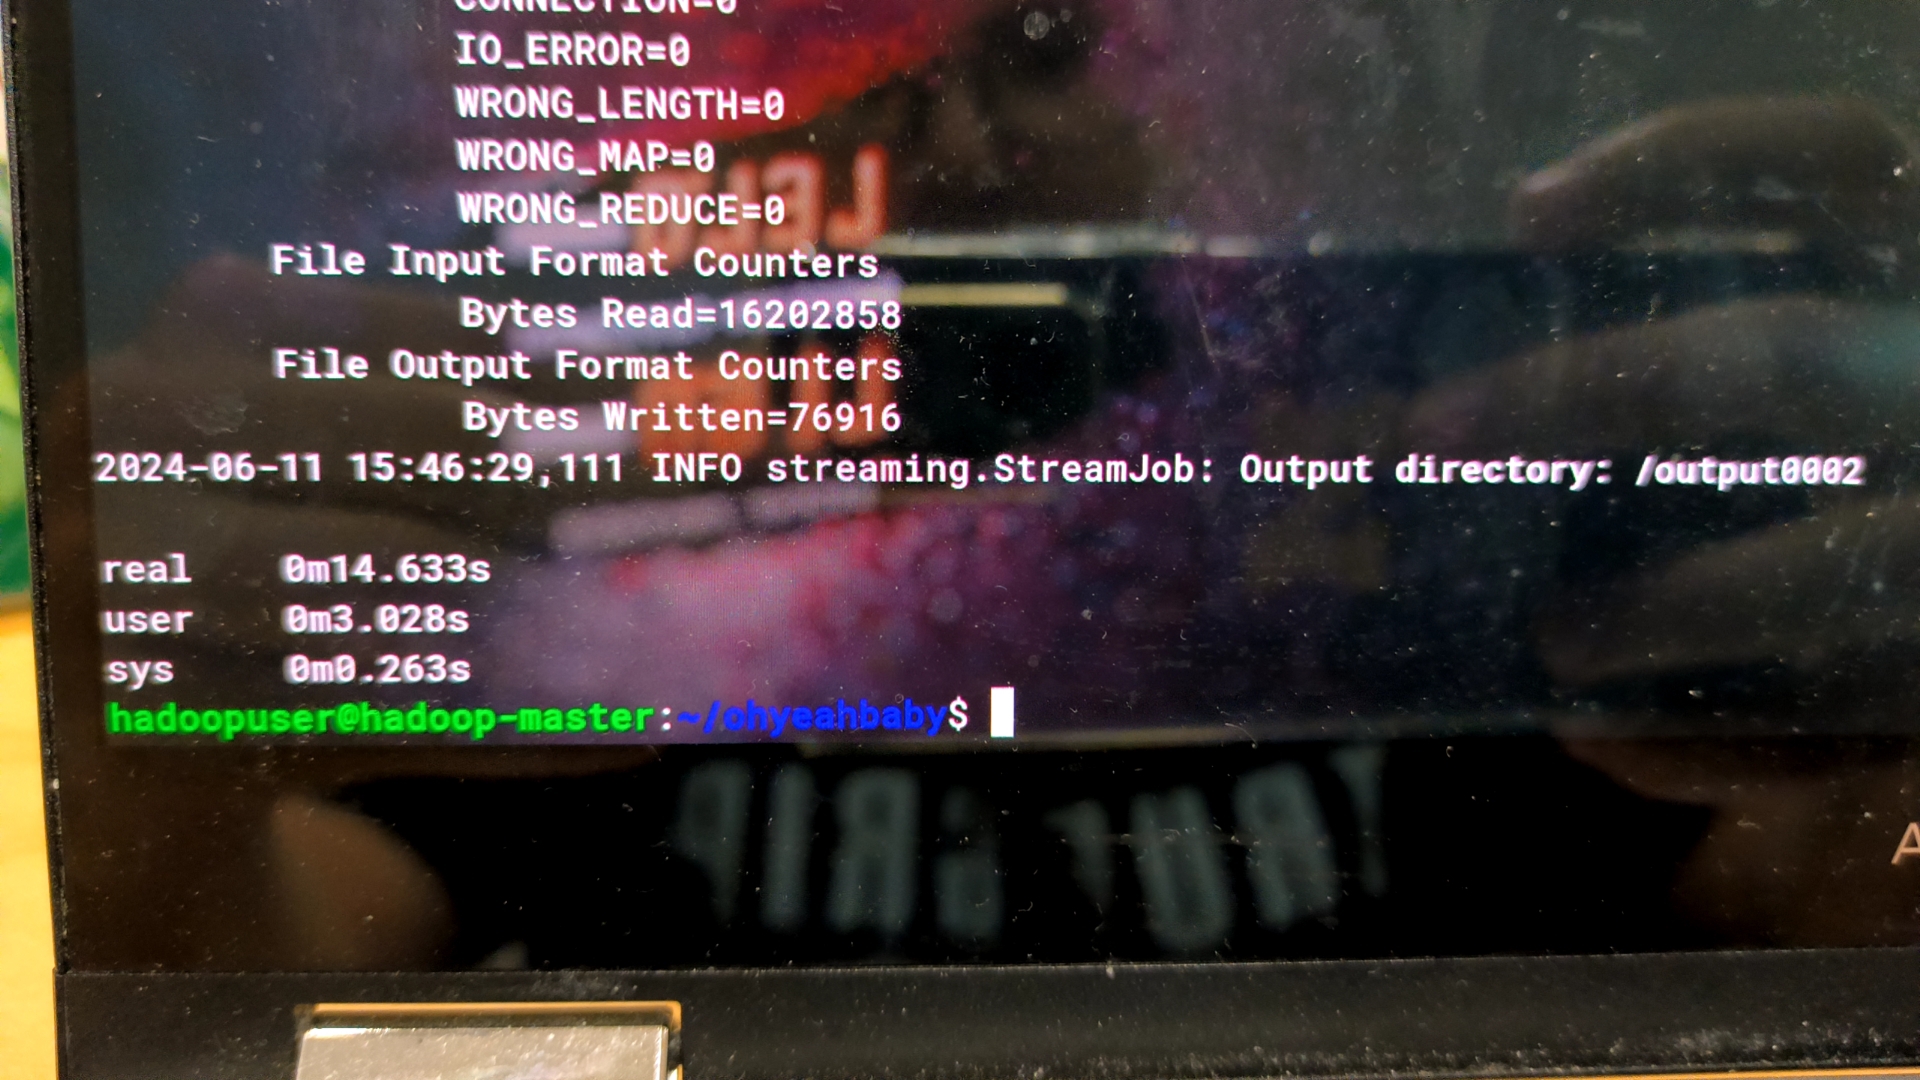 CONNECTION=0
IO_ERROR=0
WRONG_LENGTH=0
WRONG_MAP=0
WRONG_REDUCE=0
File Input Format Counters
Bytes Read=16202858
File Output Format Counters
Bytes Written=76916
2024-06-11 15:46:29,111 INFO streaming.StreamJob: Output directory: /output0002
real 0m14.633s
user 0m3.028s
sys 0m0.263s
hadoopuser@hadoop-master:~/ohyeahbaby$